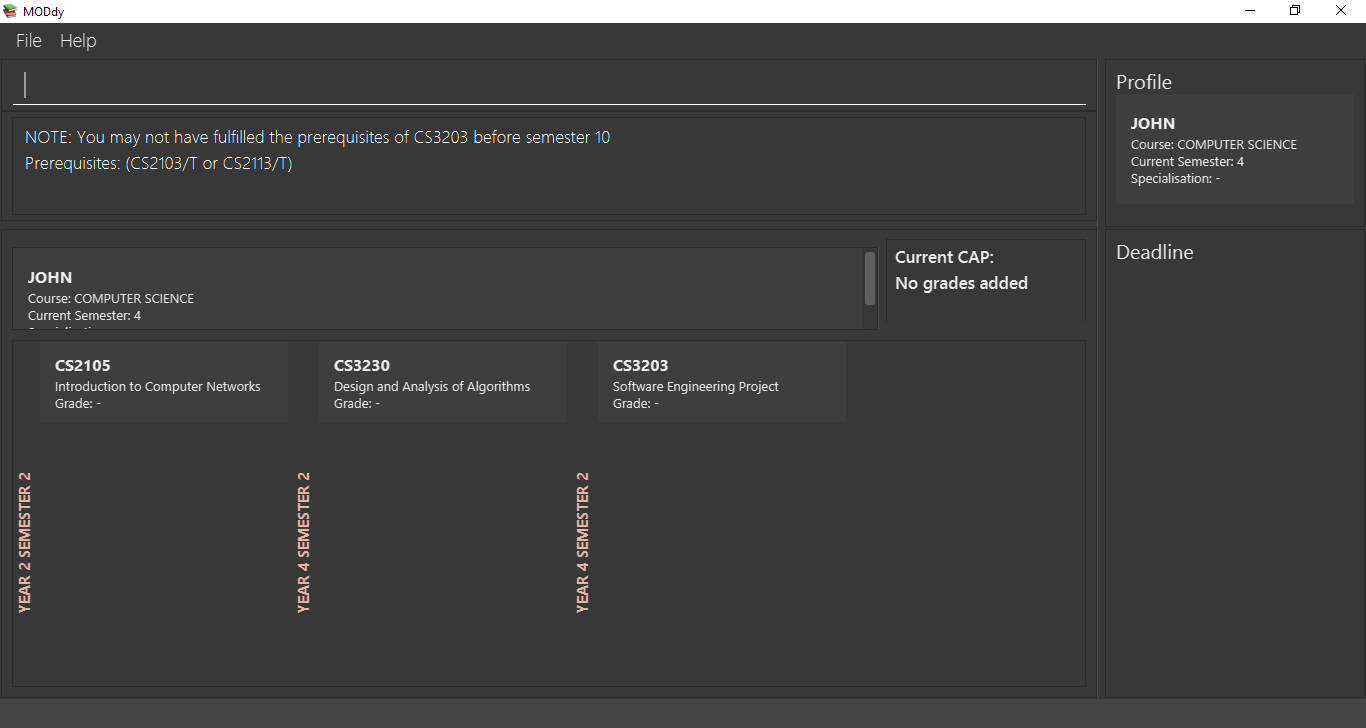 MODdy
File Help
NOTE: You may not have fulfilled the prerequisites of CS3203 before semester 10
Prerequisites: (CS2103/T or CS2113/T)
Profile
JOHN
Course: COMPUTER SCIENCE
Current Semester: 4
Specialisation: -
JOHN
Course: COMPUTER SCIENCE
Current Semester: 4
Current CAP:
No grades added
Deadline
YEAR 2 SEMESTER 2
CS2105
Introduction to Computer Networks
Grade: -
YEAR 4 SEMESTER 2
CS3230
Design and Analysis of Algorithms
Grade: -
YEAR 4 SEMESTER 2
CS3203
Software Engineering Project
Grade: -